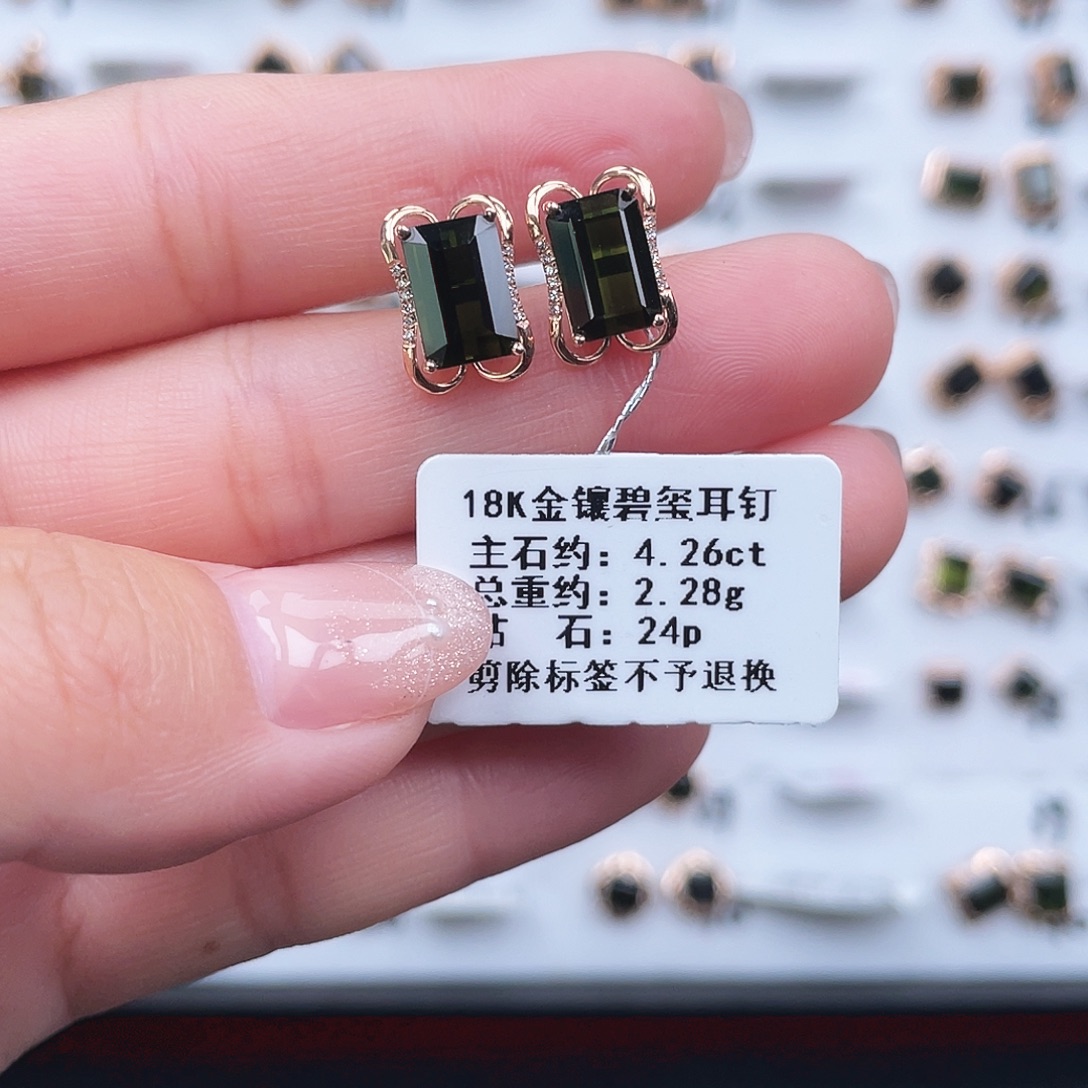 18K金镶碧玺耳钉
主石约：4.26ct
总重约：2.28g
钻 石：24p
剪除标签不予退换